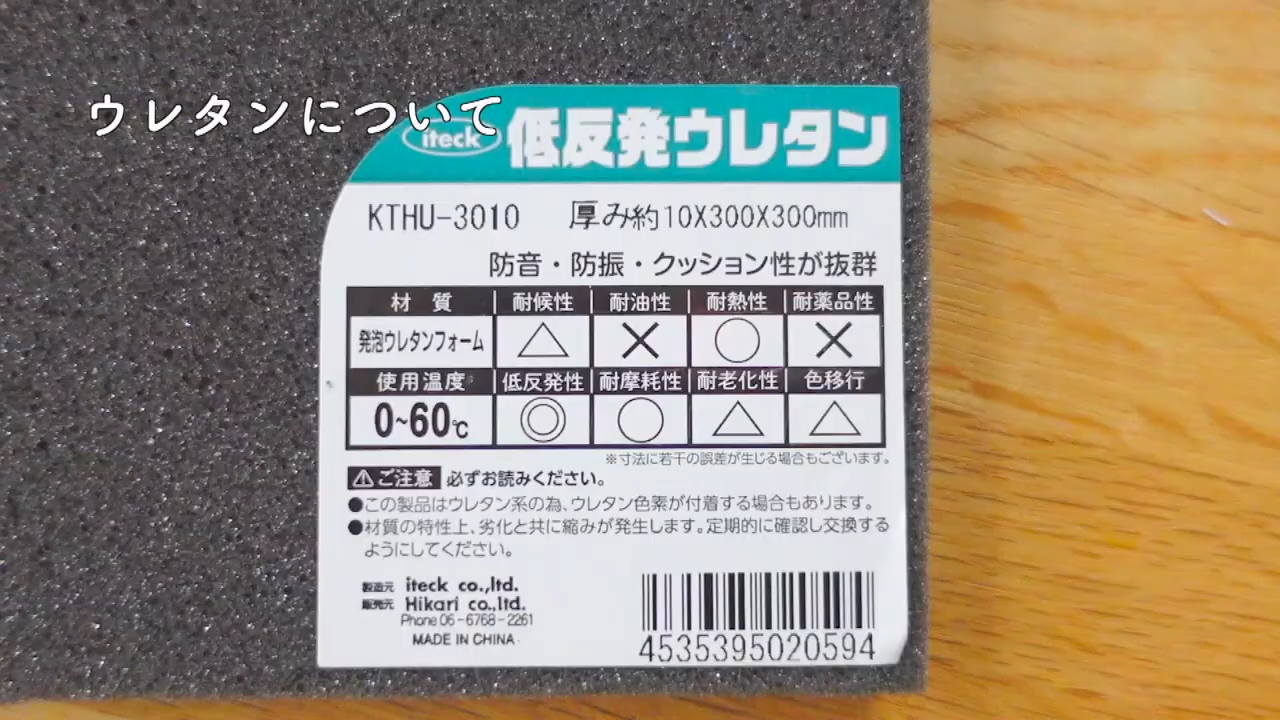 ウレタンについて
iteck 低反発ウレタン
KTHU-3010 厚み約10X300X300mm
防音・防振・クッション性が抜群
材 質 耐候性 耐油性 耐熱性 耐薬品性
発泡ウレタンフォーム △ × ○ ×
使用温度 低反発性 耐摩耗性 耐老化性 色移行
0~60℃ ◎ ○ △ △
※寸法に若干の誤差が生じる場合もございます。
⚠ご注意 必ずお読みください。
●この製品はウレタン系の為、ウレタン色素が付着する場合もあります。
●材質の特性上、劣化と共に縮みが発生します。定期的に確認し交換する
ようにしてください。
製造元 iteck co.,ltd.
販売元 Hikari co.,ltd.
Phone 06-6768-2261
MADE IN CHINA
4535395020594